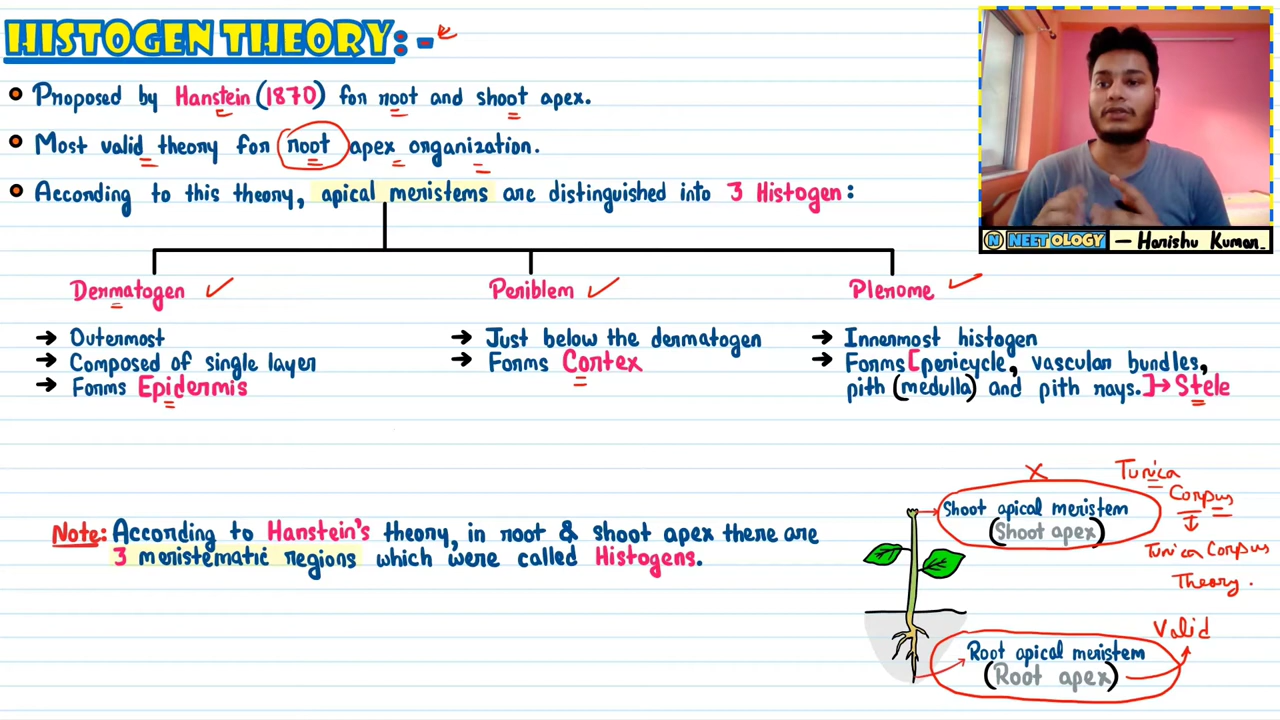 HISTOGEN THEORY:-
Proposed by Hanstein (1870) for root and shoot apex.
Most valid theory for root apex organization.
According to this theory, apical meristems are distinguished into 3 Histogen:
Dermatogen
→ Outermost
→ Composed of single layer
→ Forms Epidermis
Periblem
→ Just below the dermatogen
→ Forms Cortex
Plerome
→ Innermost histogen
→ Forms [pericycle, vascular bundles,
pith (medulla) and pith rays.]→ Stele
Note: According to Hanstein's theory, in root & shoot apex there are
3 meristematic regions which were called Histogens.
Shoot apical meristem
(Shoot apex)
X
Tunica
Corpus
Tunica Corpus
Theory.
Valid
Root apical meristem
(Root apex)
N NEETOLOGY - Harishu Kumar